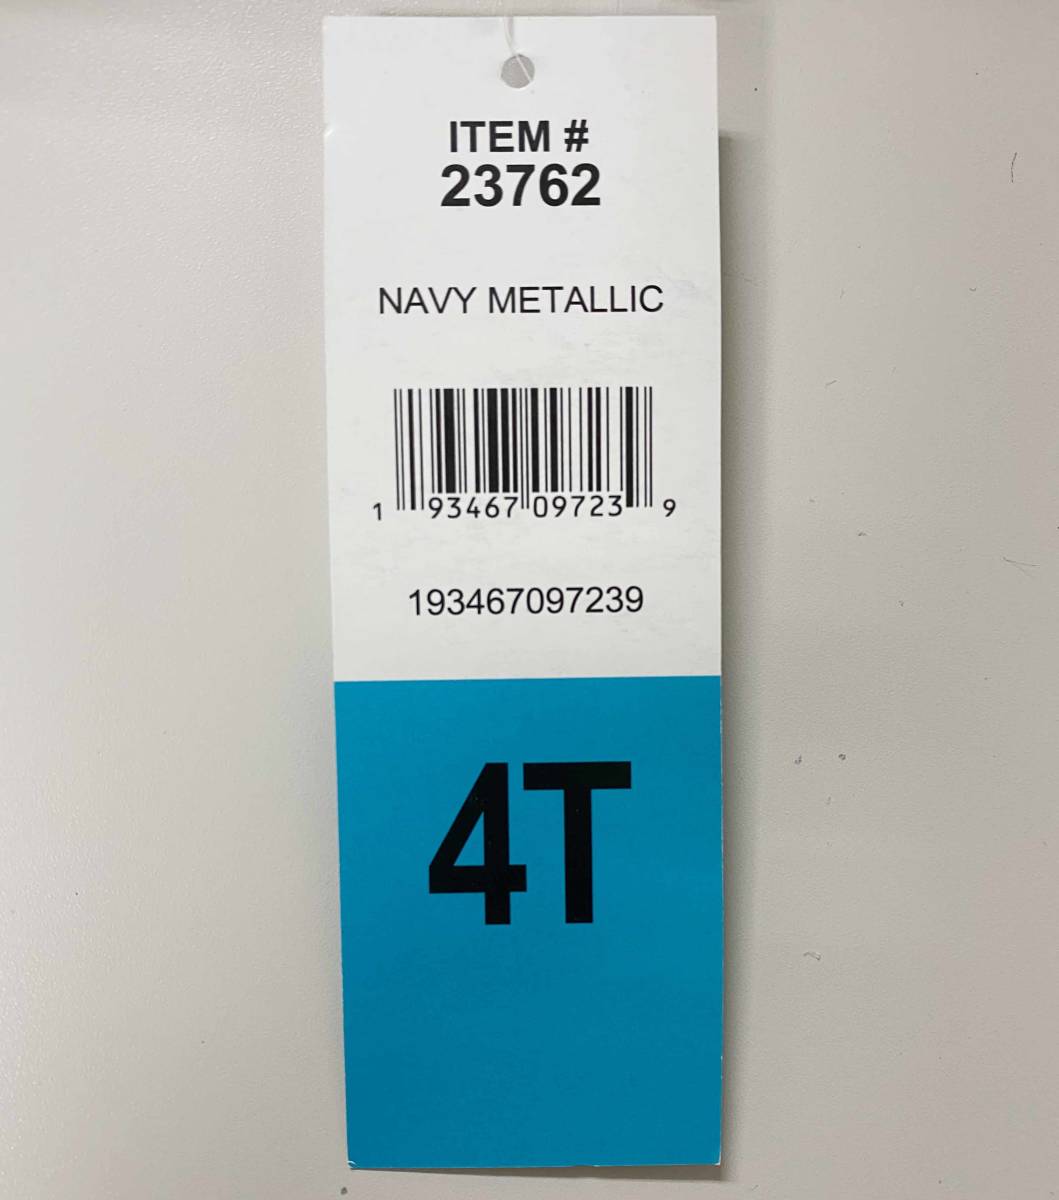 ITEM #
23762
NAVY METALLIC
1 93467 09723 9
193467097239
4T